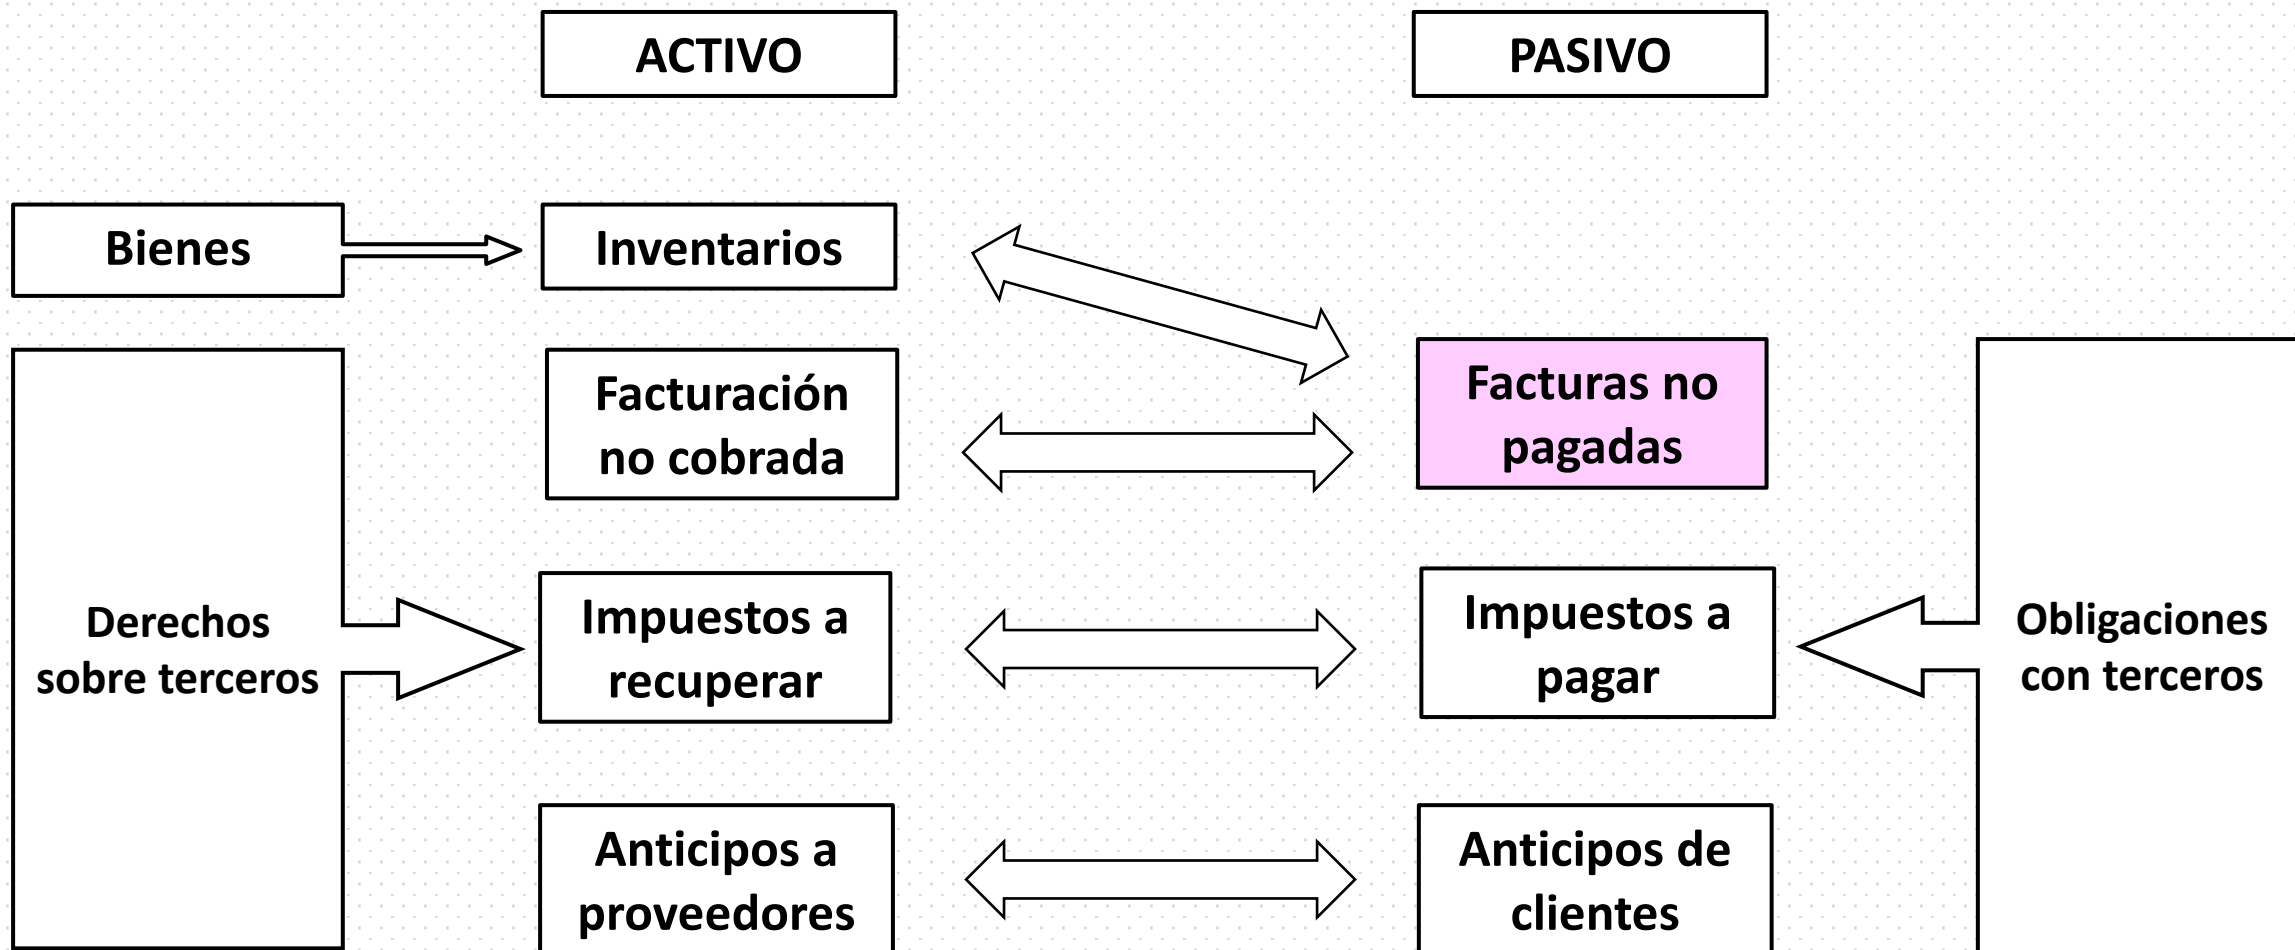 ACTIVO
PASIVO
Bienes
Inventarios
Facturación
no cobrada
Facturas no
pagadas
Derechos
sobre terceros
Impuestos a
recuperar
Impuestos a
pagar
Obligaciones
con terceros
Anticipos a
proveedores
Anticipos de
clientes